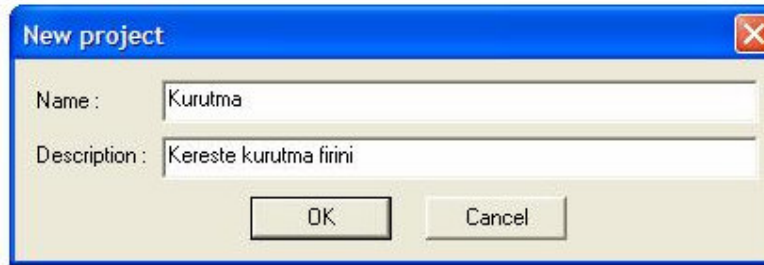 New project
Name : Kurutma
Description : Kereste kurutma firini
OK Cancel